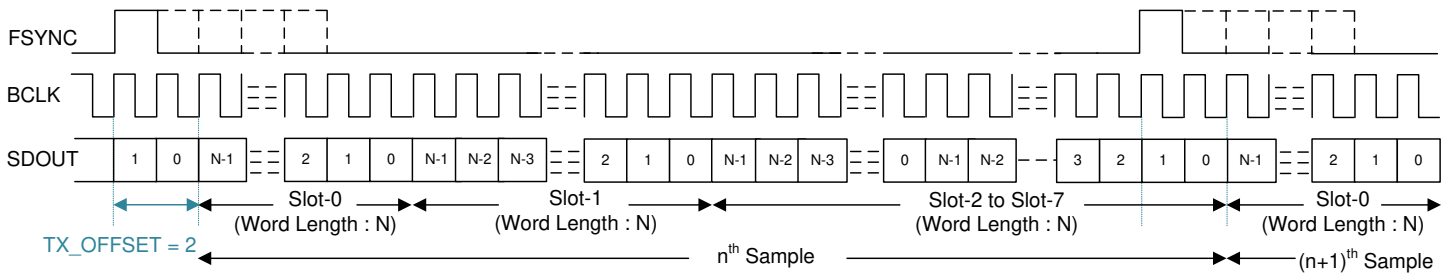 FSYNC
BCLK
SDOUT 1 0 N-1 2 1 0 N-1 N-2 N-3 2 1 0 N-1 N-2 N-3 0 N-1 N-2 3 2 1 0 N-1 2 1 0
Slot-0 Slot-1 Slot-2 to Slot-7 Slot-0
(Word Length : N) (Word Length : N) (Word Length : N) (Word Length : N)
TX_OFFSET = 2 nth Sample (n+1)th Sample